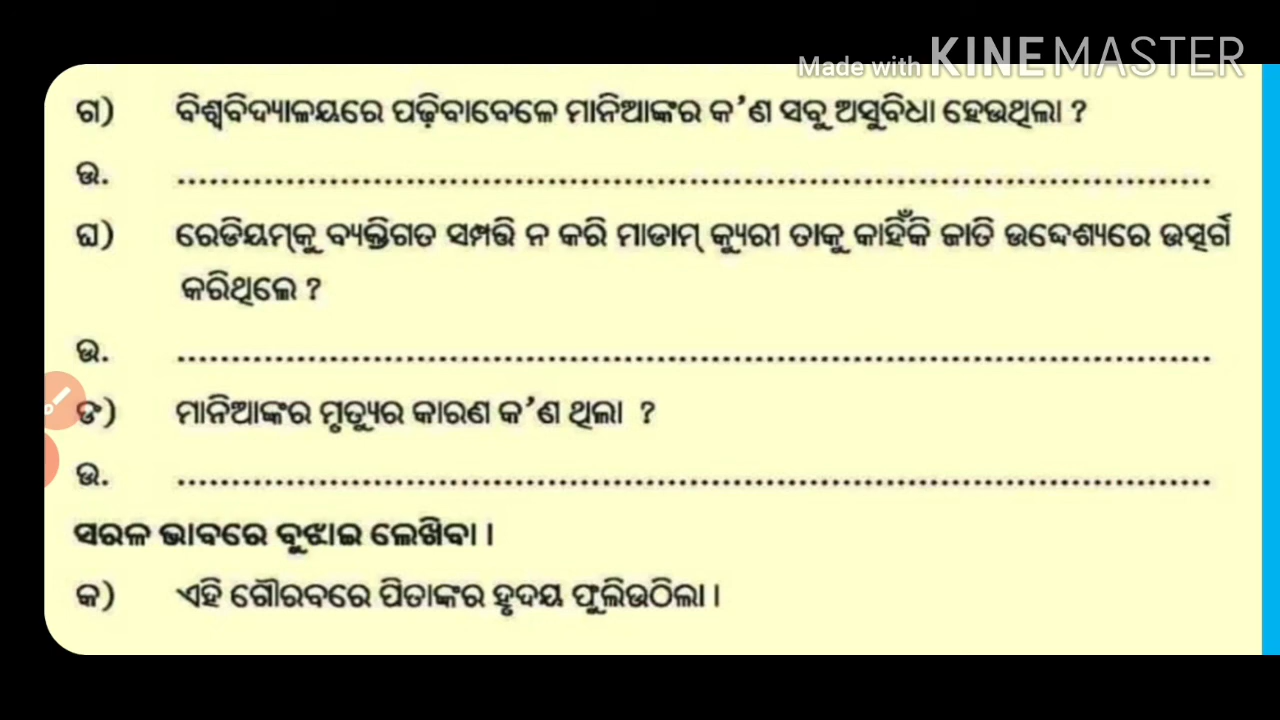 Made with KINEMASTER
ଗ) ବିଶ୍ୱବିଦ୍ୟାଳୟରେ ପଢ଼ିବାବେଳେ ମାନିଆଙ୍କର କ’ଣ ସବୁ ଅସୁବିଧା ହେଉଥିଲା ?
ଉ. ................................................................................................
ଘ) ରେଡିୟମ୍‌କୁ ବ୍ୟକ୍ତିଗତ ସମ୍ପତ୍ତି ନ କରି ମାଡାମ୍ କ୍ୟୁରୀ ତାକୁ କାହିଁକି ଜାତି ଉଦ୍ଦେଶ୍ୟରେ ଉତ୍ସର୍ଗ
କରିଥିଲେ ?
ଉ. ................................................................................................
ଙ) ମାନିଆଙ୍କର ମୃତ୍ୟୁର କାରଣ କ’ଣ ଥିଲା ?
ଉ. ................................................................................................
ସରଳ ଭାବରେ ବୁଝାଇ ଲେଖିବା ।
କ) ଏହି ଗୌରବରେ ପିତାଙ୍କର ହୃଦୟ ଫୁଲିଉଠିଲା ।